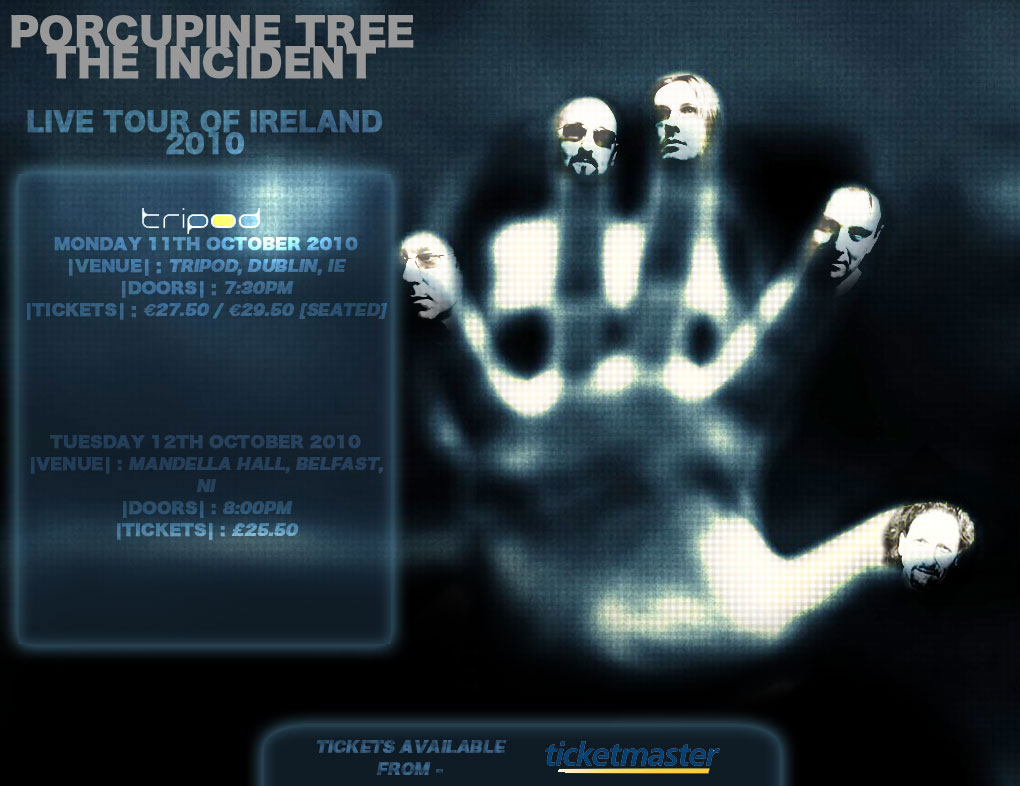 PORCUPINE TREE
THE INCIDENT
LIVE TOUR OF IRELAND
2010
tripod
MONDAY 11TH OCTOBER 2010
|VENUE| : TRIPOD, DUBLIN, IE
|DOORS| : 7:30PM
|TICKETS| : €27.50 / €29.50 [SEATED]
TUESDAY 12TH OCTOBER 2010
|VENUE| : MANDELLA HALL, BELFAST,
NI
|DOORS| : 8:00PM
|TICKETS| : £25.50
TICKETS AVAILABLE
FROM -
ticketmaster